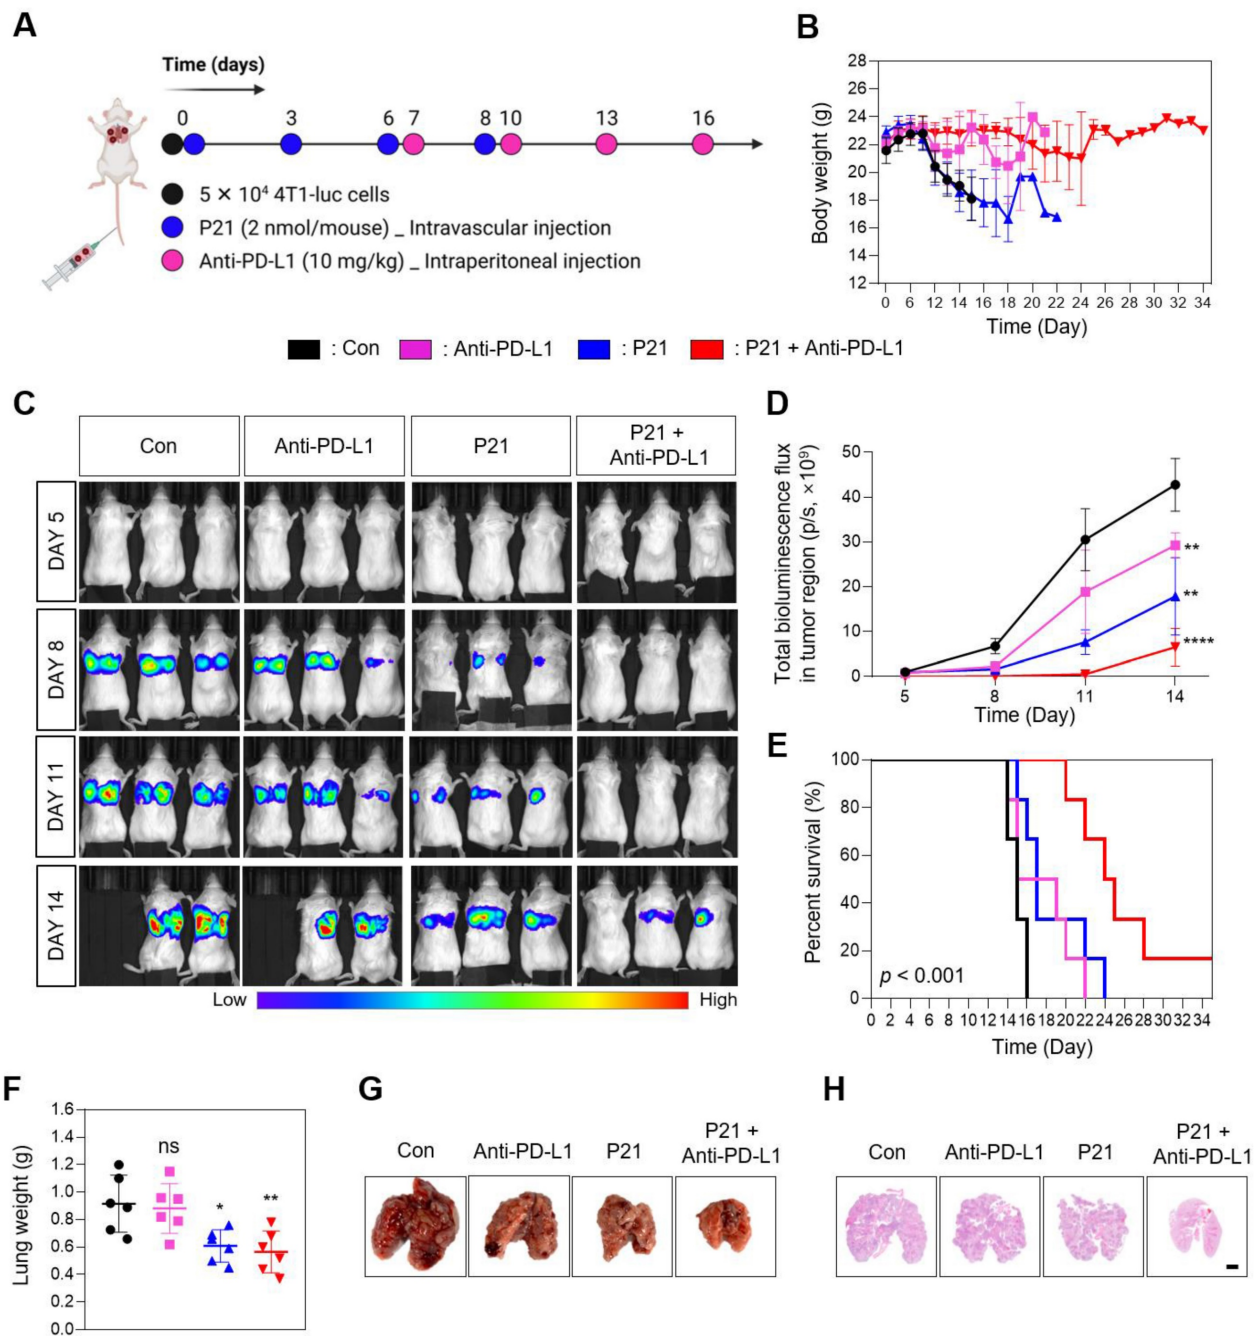 A
Time (days)
0 3 6 7 8 10 13 16
5 × 10⁴ 4T1-luc cells
P21 (2 nmol/mouse) _ Intravascular injection
Anti-PD-L1 (10 mg/kg) _ Intraperitoneal injection
B
Body weight (g)
28
26
24
22
20
18
16
14
12
0 6 12 14 16 18 20 22 24 26 28 30 32 34
Time (Day)
: Con : Anti-PD-L1 : P21 : P21 + Anti-PD-L1
C
Con Anti-PD-L1 P21 P21 +
Anti-PD-L1
DAY 5
DAY 8
DAY 11
DAY 14
Low High
D
Total bioluminescence flux
in tumor region (p/s, ×10⁹)
50
40
30
20
10
0
**
**
****
5 8 11 14
Time (Day)
E
Percent survival (%)
100
80
60
40
20
0
p < 0.001
0 2 4 6 8 10 12 14 16 18 20 22 24 26 28 30 32 34
Time (Day)
F
Lung weight (g)
1.6
1.4
1.2
1.0
0.8
0.6
0.4
0.2
0.0
ns
*
**
G
Con Anti-PD-L1 P21 P21 +
Anti-PD-L1
H
Con Anti-PD-L1 P21 P21 +
Anti-PD-L1